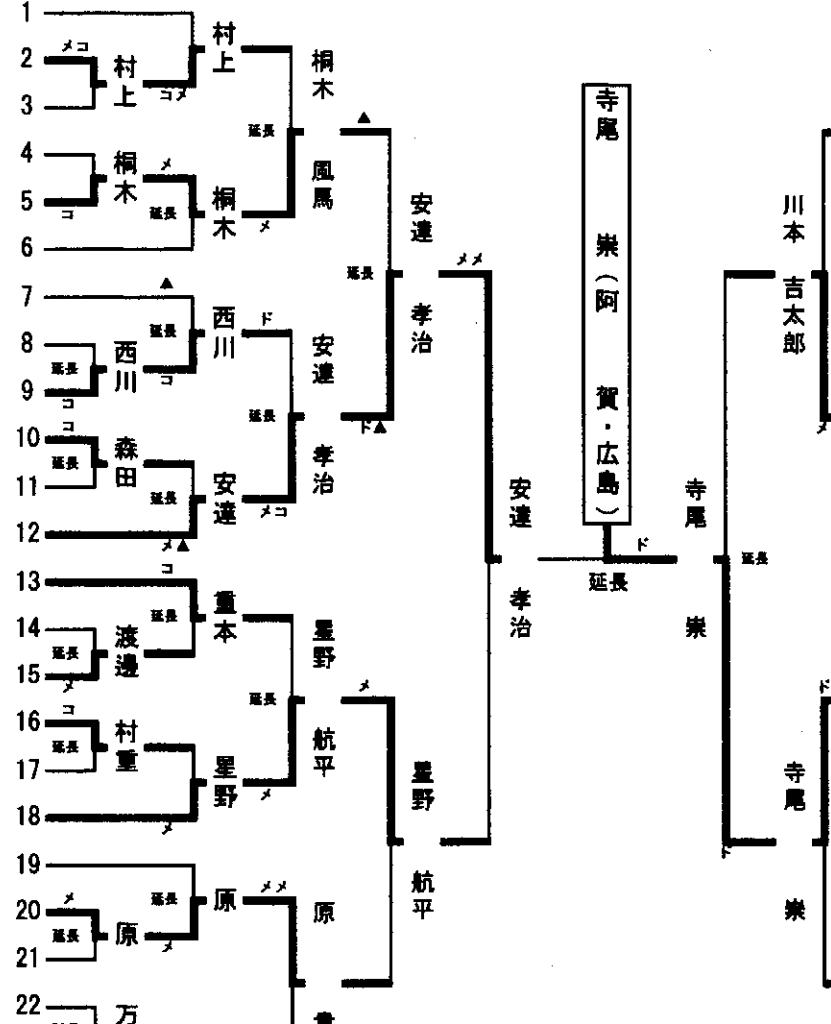 1
メコ
2
村上
コメ
3
村上
4
桐木
メ
延長
5
コ
6
桐木
メ
延長
桐木
風馬
▲
7
▲
延長
8
延長
西川
コ
9
コ
西川
ド
10
コ
延長
森田
11
延長
12
メ▲
安達
メコ
延長
安達
孝治
ド▲
延長
安達
孝治
メメ
13
コ
延長
14
延長
渡邊
15
メ
重本
16
コ
延長
村重
17
18
メ
星野
メ
延長
星野
航平
メ
19
延長
20
メ
延長
原
メ
21
原
メメ
原
22
万
星野
航平
安達
孝治
寺尾 崇(阿 賀・広島)
延長
ド
寺尾
崇
延長
川本
吉太郎
メ
ド
寺尾
崇
ド